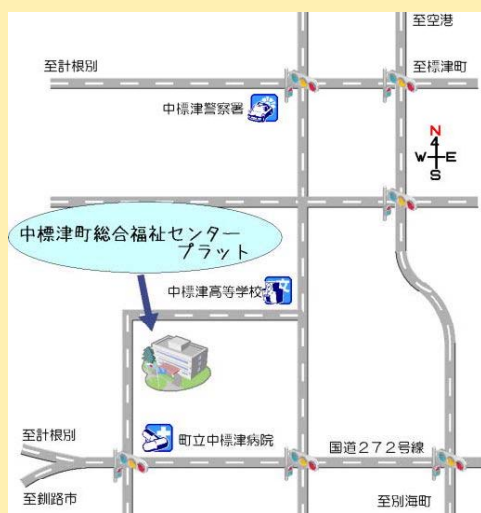 至空港
至計根別
至標津町
中標津警察署
N
W E
S
中標津町総合福祉センター
プラット
中標津高等学校
文
至計根別
町立中標津病院
国道272号線
至釧路市
至別海町